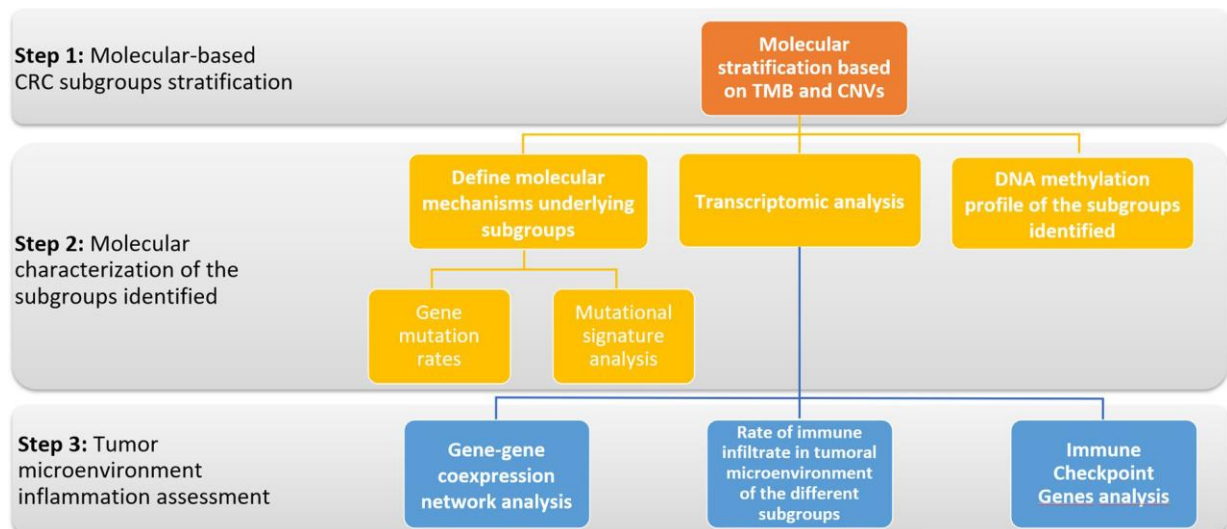 Step 1: Molecular-based
CRC subgroups stratification
Molecular
stratification based
on TMB and CNVs
Step 2: Molecular
characterization of the
subgroups identified
Define molecular
mechanisms underlying
subgroups
Transcriptomic analysis
DNA methylation
profile of the subgroups
identified
Gene
mutation
rates
Mutational
signature
analysis
Step 3: Tumor
microenvironment
inflammation assessment
Gene-gene
coexpression
network analysis
Rate of immune
infiltrate in tumoral
microenvironment
of the different
subgroups
Immune
Checkpoint
Genes analysis